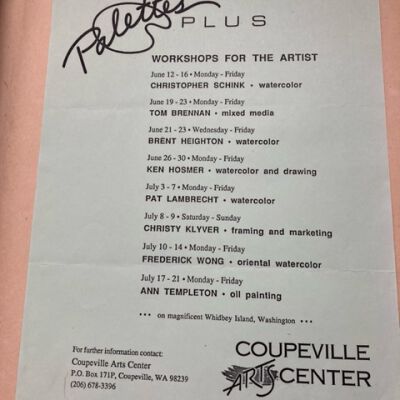 Palettes PLUS
WORKSHOPS FOR THE ARTIST
June 12 - 16 • Monday - Friday
CHRISTOPHER SCHINK • watercolor
June 19 - 23 • Monday - Friday
TOM BRENNAN • mixed media
June 21 - 23 • Wednesday - Friday
BRENT HEIGHTON • watercolor
June 26 - 30 • Monday - Friday
KEN HOSMER • watercolor and drawing
July 3 - 7 • Monday - Friday
PAT LAMBRECHT • watercolor
July 8 - 9 • Saturday - Sunday
CHRISTY KLYVER • framing and marketing
July 10 - 14 • Monday - Friday
FREDERICK WONG • oriental watercolor
July 17 - 21 • Monday - Friday
ANN TEMPLETON • oil painting
• • • on magnificent Whidbey Island, Washington • • •
For further information contact:
Coupeville Arts Center
P.O. Box 171P, Coupeville, WA 98239
(206) 678-3396
COUPEVILLE
ARTS CENTER